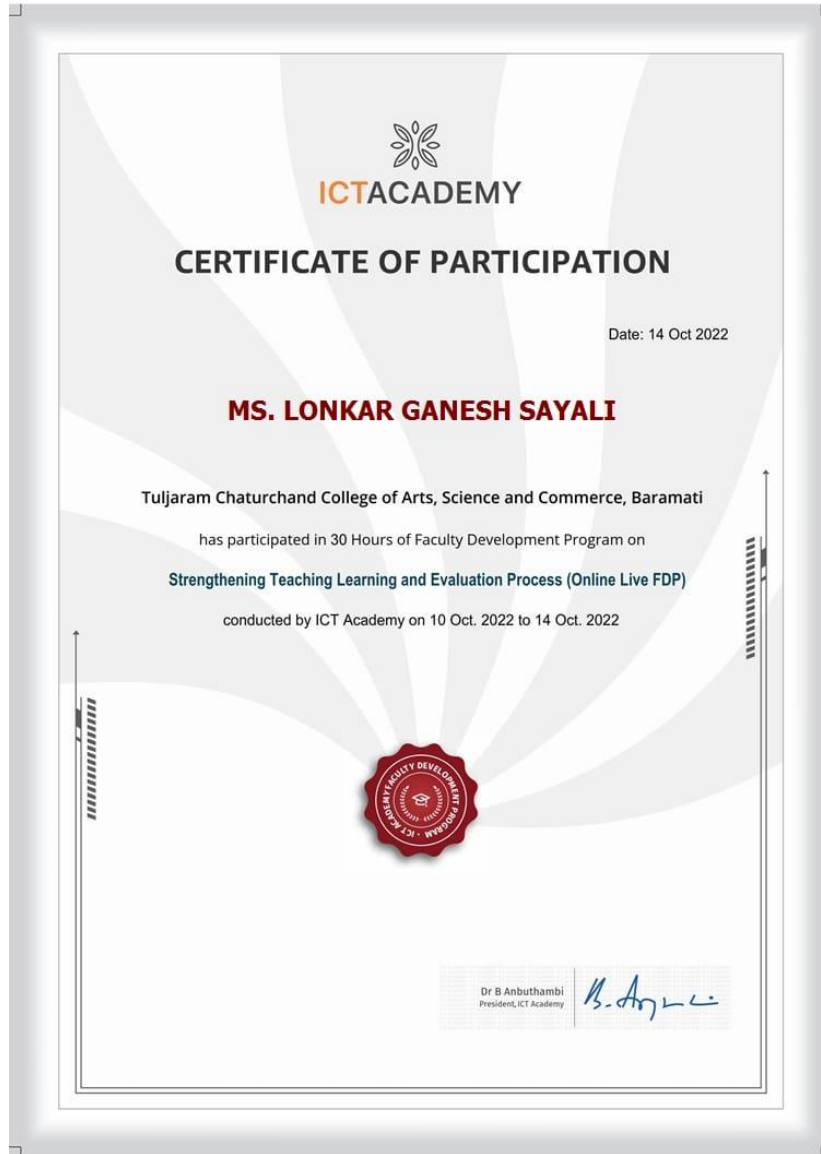 ICTACADEMY
CERTIFICATE OF PARTICIPATION
Date: 14 Oct 2022
MS. LONKAR GANESH SAYALI
Tuljaram Chaturchand College of Arts, Science and Commerce, Baramati
has participated in 30 Hours of Faculty Development Program on
Strengthening Teaching Learning and Evaluation Process (Online Live FDP)
conducted by ICT Academy on 10 Oct. 2022 to 14 Oct. 2022
ICT ACADEMY FACULTY DEVELOPMENT PROGRAM
Dr B Anbuthambi
President, ICT Academy